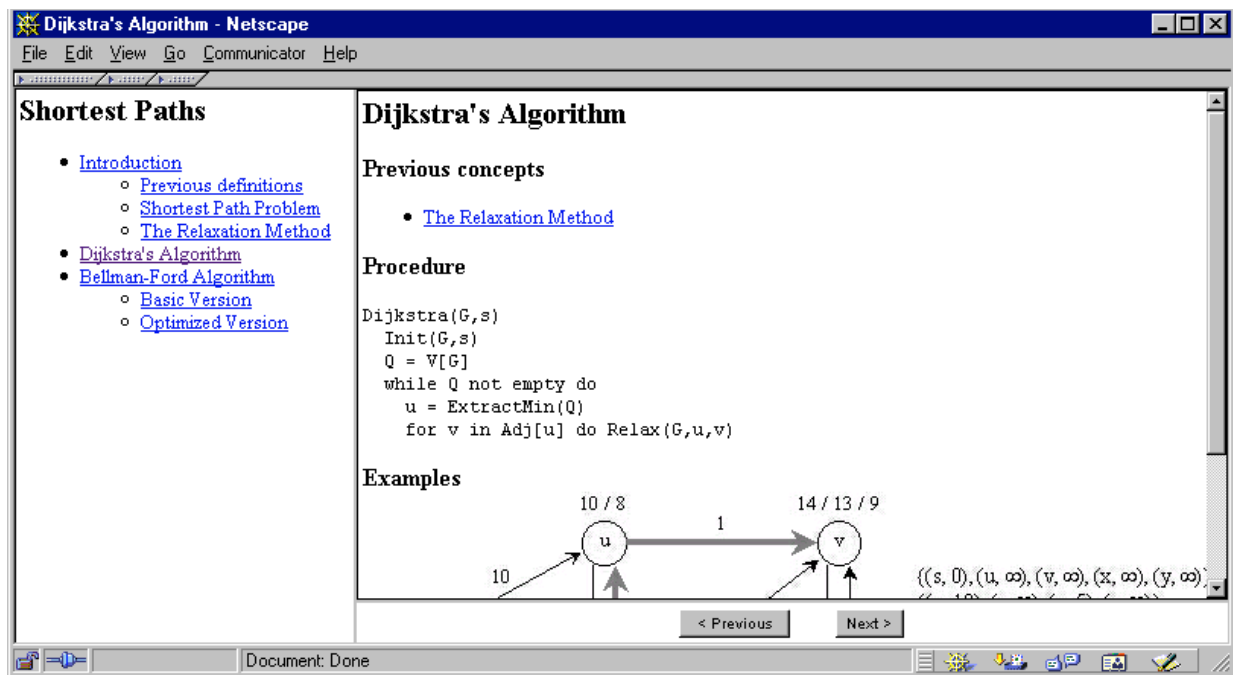 Dijkstra's Algorithm - Netscape
File Edit View Go Communicator Help
Shortest Paths
Introduction
Previous definitions
Shortest Path Problem
The Relaxation Method
Dijkstra's Algorithm
Bellman-Ford Algorithm
Basic Version
Optimized Version
Dijkstra's Algorithm
Previous concepts
The Relaxation Method
Procedure
Dijkstra(G,s)
Init(G,s)
Q = V[G]
while Q not empty do
u = ExtractMin(Q)
for v in Adj[u] do Relax(G,u,v)
Examples
10 / 8
14 / 13 / 9
1
u
v
10
{(s, 0), (u, ∞), (v, ∞), (x, ∞), (y, ∞)
< Previous
Next >
Document: Done